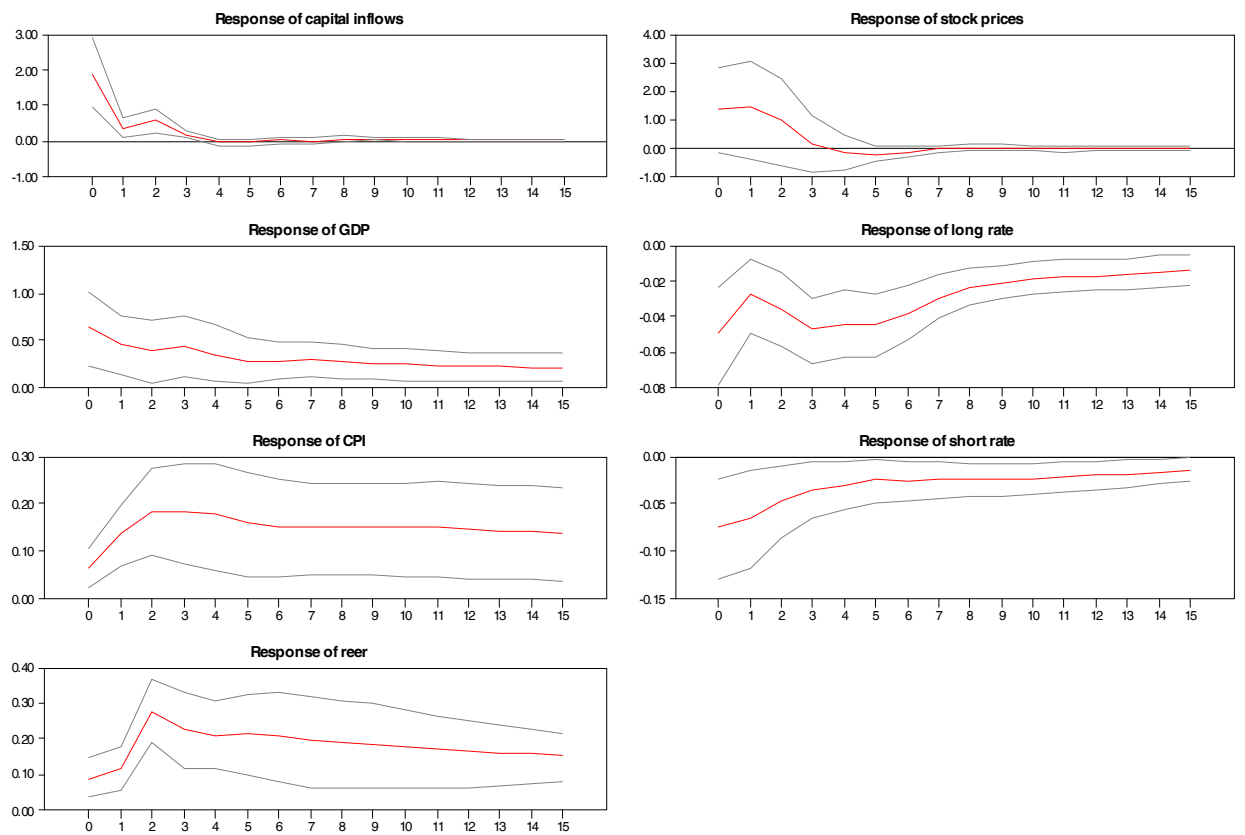 Response of capital inflows
3.00
2.00
1.00
0.00
-1.00
0 1 2 3 4 5 6 7 8 9 10 11 12 13 14 15
Response of stock prices
4.00
3.00
2.00
1.00
0.00
-1.00
0 1 2 3 4 5 6 7 8 9 10 11 12 13 14 15
Response of GDP
1.50
1.00
0.50
0.00
0 1 2 3 4 5 6 7 8 9 10 11 12 13 14 15
Response of long rate
0.00
-0.02
-0.04
-0.06
-0.08
0 1 2 3 4 5 6 7 8 9 10 11 12 13 14 15
Response of CPI
0.30
0.20
0.10
0.00
0 1 2 3 4 5 6 7 8 9 10 11 12 13 14 15
Response of short rate
0.00
-0.05
-0.10
-0.15
0 1 2 3 4 5 6 7 8 9 10 11 12 13 14 15
Response of reer
0.40
0.30
0.20
0.10
0.00
0 1 2 3 4 5 6 7 8 9 10 11 12 13 14 15